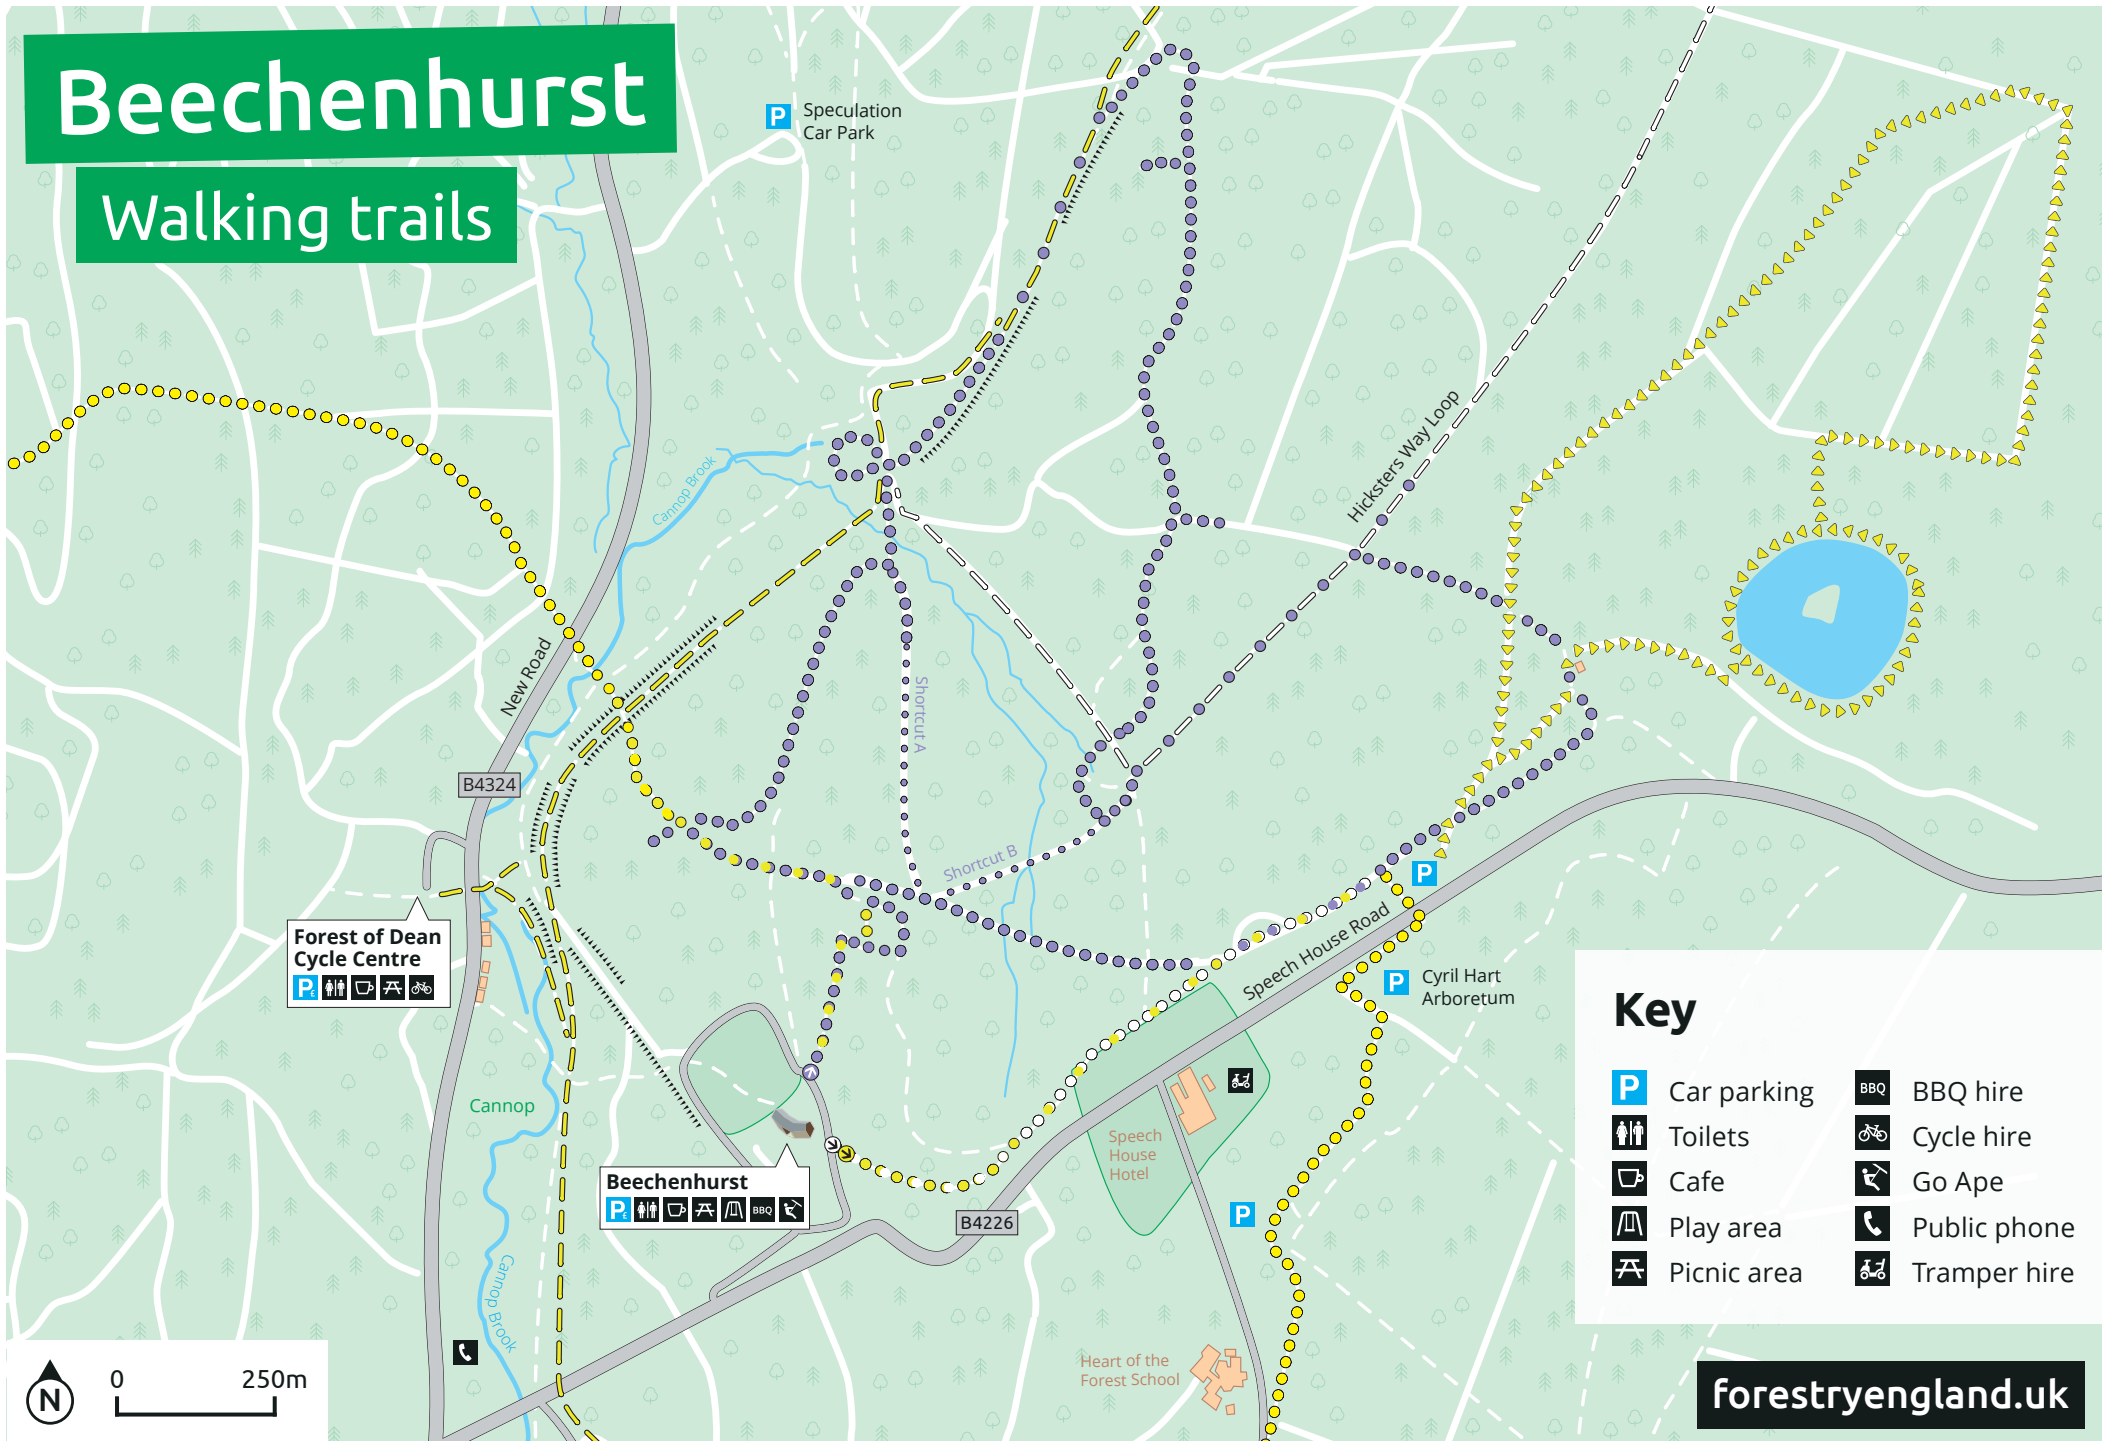 Beechenhurst
Walking trails
P
Speculation
Car Park
Cannop Brook
Hicksters Way Loop
New Road
Shortcut A
B4324
Shortcut B
P
Speech House Road
Forest of Dean
Cycle Centre
P£
P
Cyril Hart
Arboretum
Cannop
Speech
House
Hotel
Beechenhurst
P£
BBQ
P
B4226
Cannop Brook
Heart of the
Forest School
N
0
250m
Key
P
Car parking
Toilets
Cafe
Play area
Picnic area
BBQ
BBQ hire
Cycle hire
Go Ape
Public phone
Tramper hire
forestryengland.uk